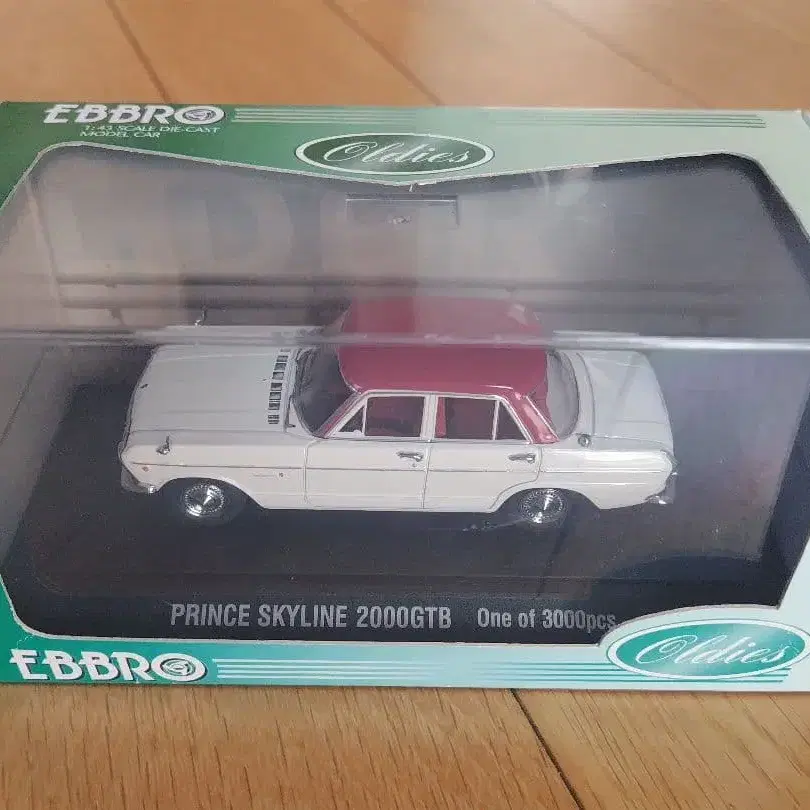 EBBRO
1:43 SCALE DIE-CAST
MODEL CAR
Oldies
PRINCE SKYLINE 2000GTB One of 3000pcs
EBBRO
Oldies